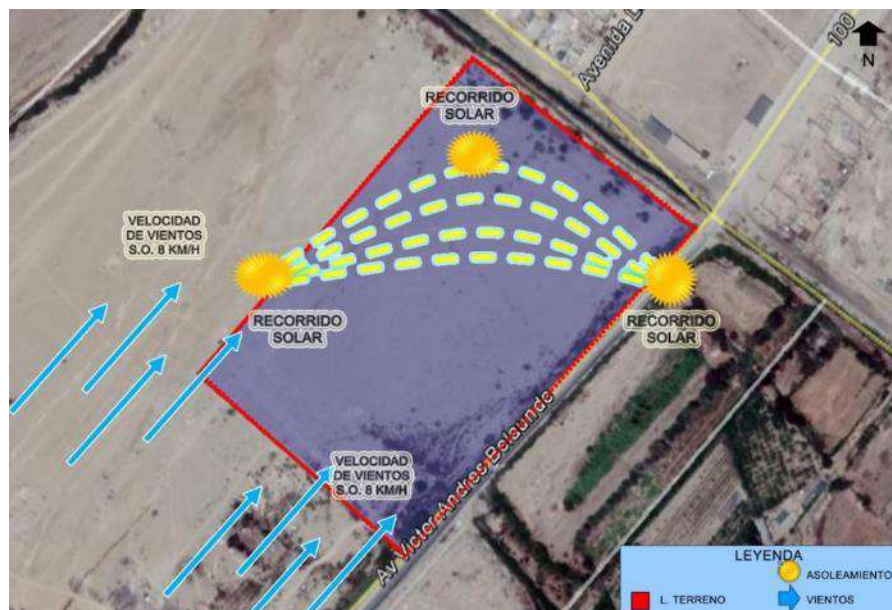 Avenida L
100
N
RECORRIDO
SOLAR
VELOCIDAD
DE VIENTOS
S.O. 8 KM/H
RECORRIDO
SOLAR
RECORRIDO
SOLAR
VELOCIDAD
DE VIENTOS
S.O. 8 KM/H
Av Victor Andres Belaunde
LEYENDA
ASOLEAMIENTO
L. TERRENO
VIENTOS